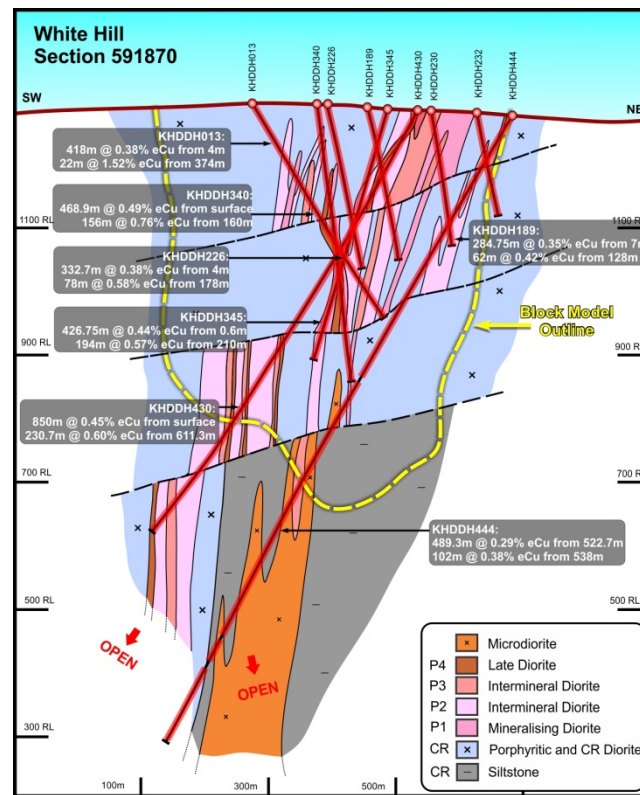 White Hill
Section 591870
SW
NE
KHDDH013
KHDDH340
KHDDH226
KHDDH189
KHDDH345
KHDDH430
KHDDH230
KHDDH232
KHDDH444
KHDDH013:
418m @ 0.38% eCu from 4m
22m @ 1.52% eCu from 374m
KHDDH340:
468.9m @ 0.49% eCu from surface
156m @ 0.76% eCu from 160m
KHDDH226:
332.7m @ 0.38% eCu from 4m
78m @ 0.58% eCu from 178m
KHDDH345:
426.75m @ 0.44% eCu from 0.6m
194m @ 0.57% eCu from 210m
KHDDH430:
850m @ 0.45% eCu from surface
230.7m @ 0.60% eCu from 611.3m
KHDDH189:
284.75m @ 0.35% eCu from 7m
62m @ 0.42% eCu from 128m
Block Model
Outline
KHDDH444:
489.3m @ 0.29% eCu from 522.7m
102m @ 0.38% eCu from 538m
1100 RL
900 RL
700 RL
500 RL
300 RL
1100 RL
900 RL
700 RL
500 RL
OPEN
OPEN
Microdiorite
P4 Late Diorite
P3 Intermineral Diorite
P2 Intermineral Diorite
P1 Mineralising Diorite
CR Porphyritic and CR Diorite
CR Siltstone
100m
300m
500m